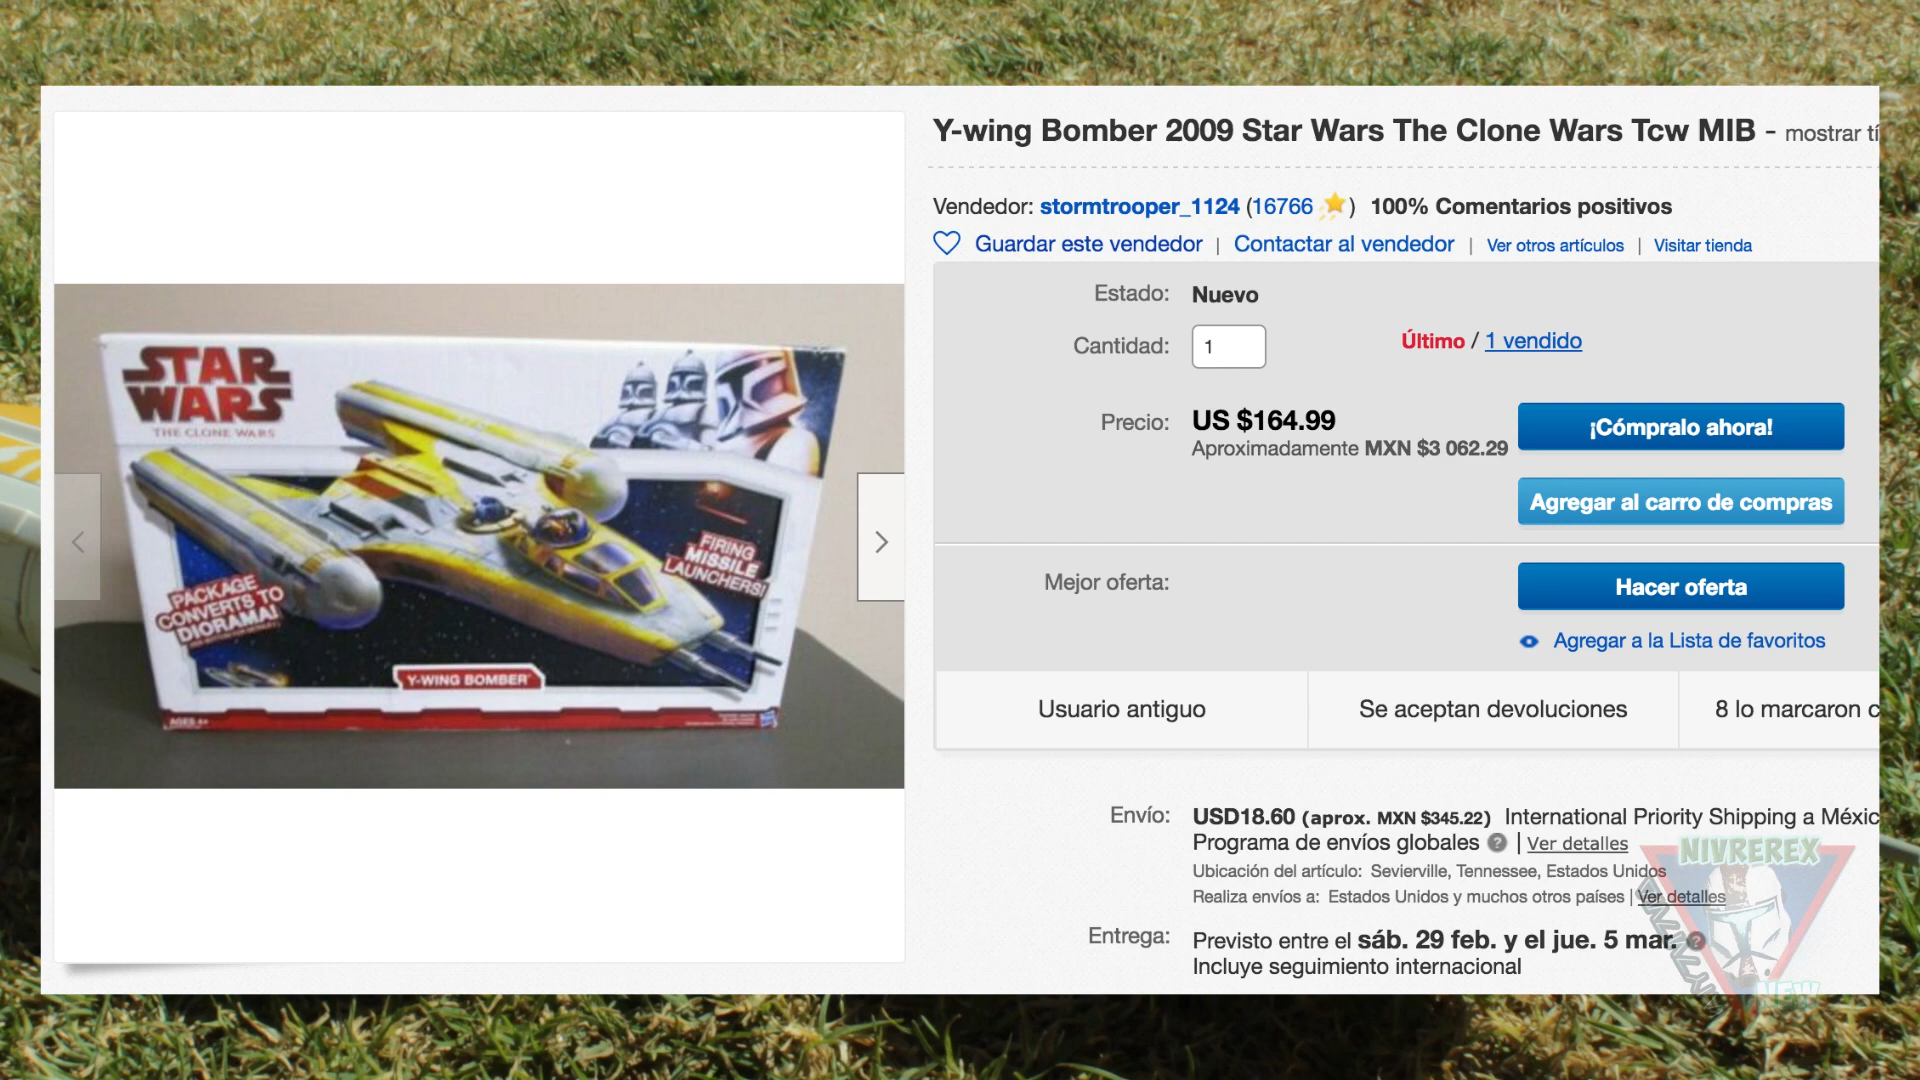 Y-wing Bomber 2009 Star Wars The Clone Wars Tcw MIB - mostrar tí
Vendedor: stormtrooper_1124 (16766 ) 100% Comentarios positivos
Guardar este vendedor | Contactar al vendedor | Ver otros artículos | Visitar tienda
Estado: Nuevo
Cantidad: 1 Último / 1 vendido
Precio: US $164.99
Aproximadamente MXN $3 062.29
¡Cómpralo ahora!
Agregar al carro de compras
Mejor oferta: Hacer oferta
Agregar a la Lista de favoritos
Usuario antiguo Se aceptan devoluciones 8 lo marcaron c
Envío: USD18.60 (aprox. MXN $345.22) International Priority Shipping a Méxic
Programa de envíos globales ? | Ver detalles
Ubicación del artículo: Sevierville, Tennessee, Estados Unidos
Realiza envíos a: Estados Unidos y muchos otros países | Ver detalles
Entrega: Previsto entre el sáb. 29 feb. y el jue. 5 mar. ?
Incluye seguimiento internacional
STAR
WARS
THE CLONE WARS
FIRING
MISSILE
LAUNCHERS!
PACKAGE
CONVERTS TO
DIORAMA!
Y-WING BOMBER
AGES 4+
NIVREREX
NEW